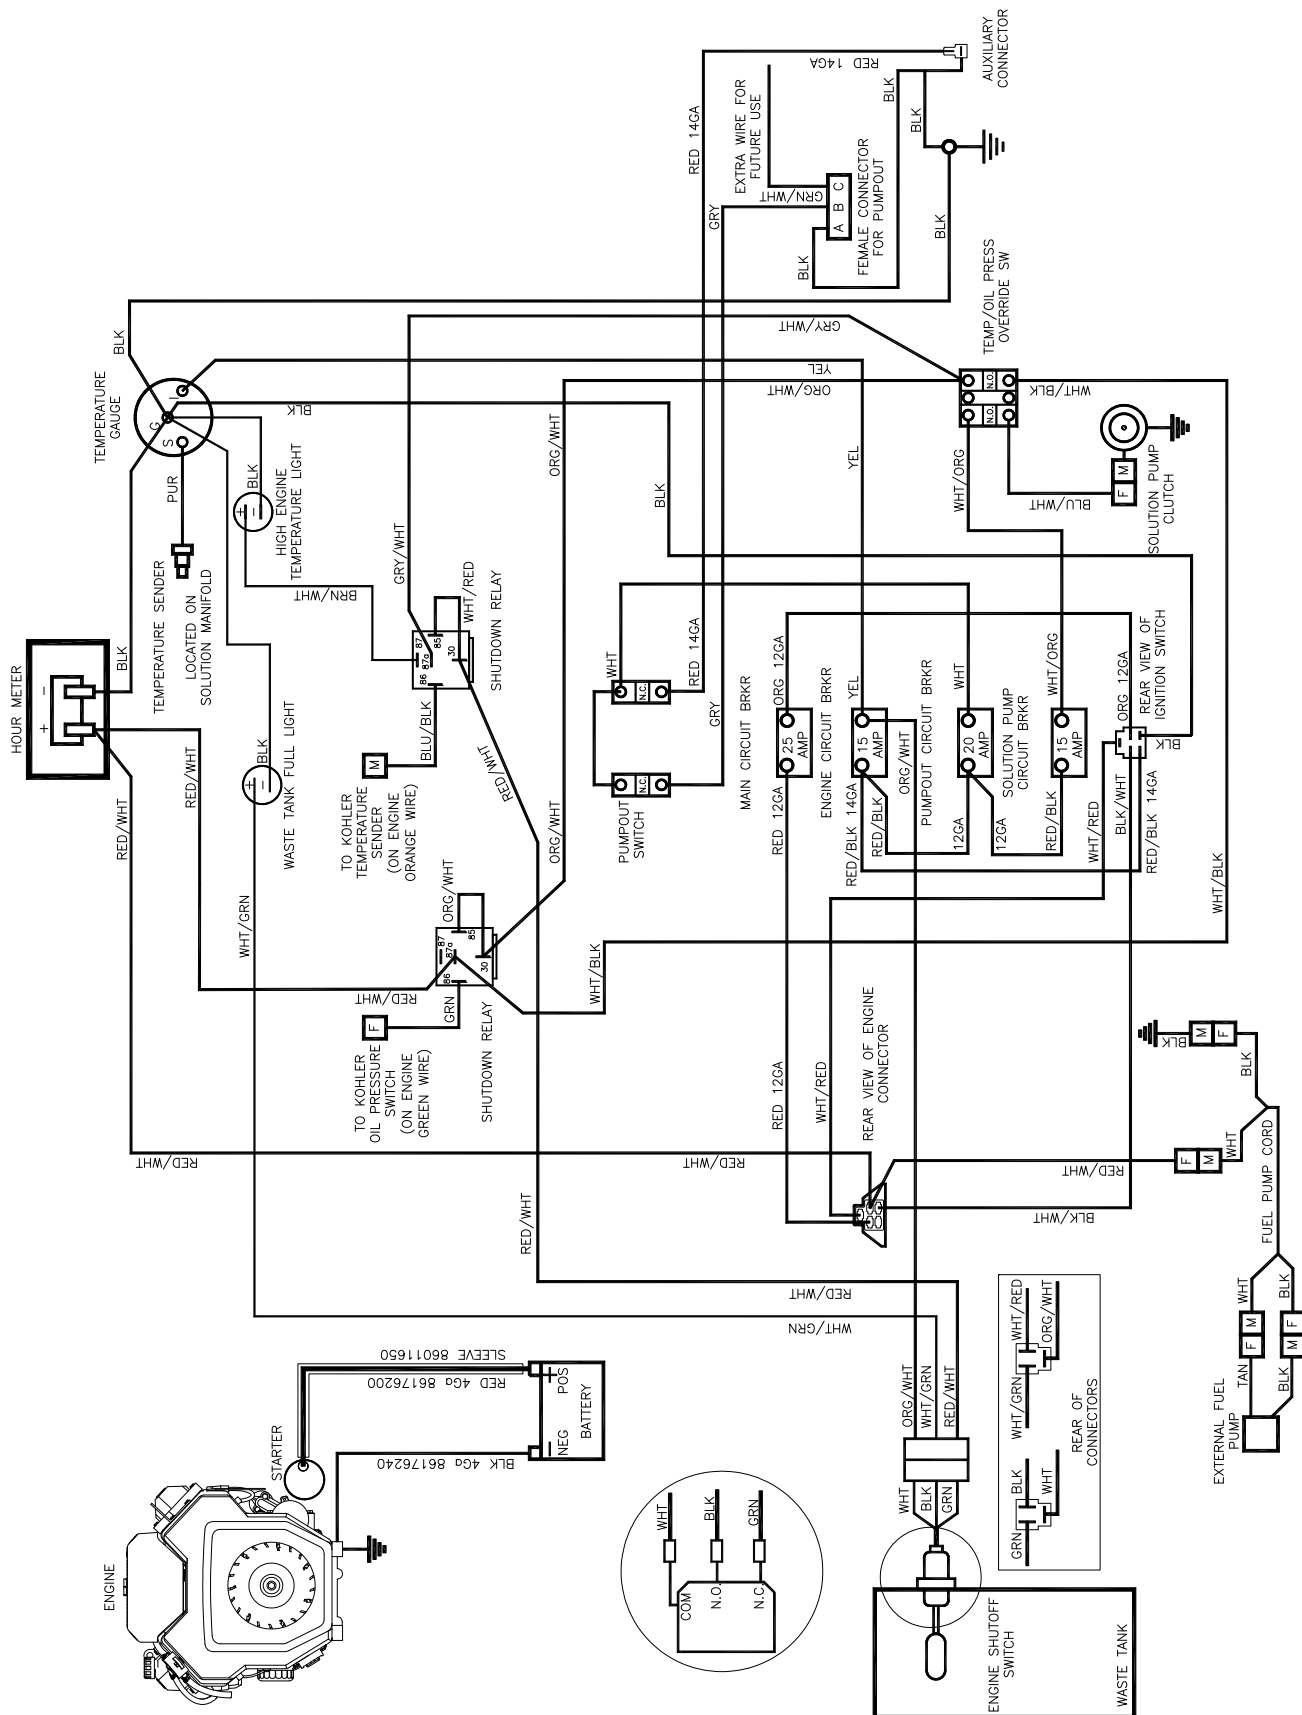 HOUR METER
+
-
RED/WHT
BLK
RED/WHT
TEMPERATURE
GAUGE
S
G
I
BLK
PUR
TEMPERATURE SENDER
LOCATED ON
SOLUTION MANIFOLD
BLK
HIGH ENGINE
TEMPERATURE LIGHT
+
-
BLK
BRN/WHT
WASTE TANK FULL LIGHT
+
-
BLK
WHT/GRN
GRY/WHT
WHT/RED
SHUTDOWN RELAY
87
87a
85
86
30
BLU/BLK
M
TO KOHLER
TEMPERATURE
SENDER
(ON ENGINE
ORANGE WIRE)
RED/WHT
ORG/WHT
ORG/WHT
87
87a
85
86
30
RED/WHT
GRN
F
SHUTDOWN RELAY
TO KOHLER
OIL PRESSURE
SWITCH
(ON ENGINE
GREEN WIRE)
ORG/WHT
WHT/BLK
RED/WHT
RED/WHT
RED/WHT
RED 14GA
AUXILIARY
CONNECTOR
RED 14GA
BLK
BLK
EXTRA WIRE FOR
FUTURE USE
GRN/WHT
A B C
FEMALE CONNECTOR
FOR PUMPOUT
GRY
BLK
BLK
GRY/WHT
YEL
ORG/WHT
TEMP/OIL PRESS
OVERRIDE SW
N.O.
N.O.
WHT/BLK
WHT/ORG
BLU/WHT
F M
SOLUTION PUMP
CLUTCH
YEL
BLK
WHT
RED 14GA
N.C.
N.C.
GRY
PUMPOUT
SWITCH
MAIN CIRCUIT BRKR
ORG 12GA
25
AMP
RED 12GA
ENGINE CIRCUIT BRKR
YEL
15
AMP
RED/BLK 14GA
RED/BLK
ORG/WHT
PUMPOUT CIRCUIT BRKR
WHT
20
AMP
12GA
SOLUTION PUMP
CIRCUIT BRKR
WHT/ORG
15
AMP
12GA
RED/BLK
ORG 12GA
REAR VIEW OF
IGNITION SWITCH
BLK
WHT/RED
BLK/WHT
RED/BLK 14GA
WHT/BLK
RED 12GA
WHT/RED
REAR VIEW OF ENGINE
CONNECTOR
RED/WHT
BLK/WHT
F M
WHT
BLK
M F
BLK
FUEL PUMP CORD
WHT
BLK
F M
M F
TAN
BLK
EXTERNAL FUEL
PUMP
RED/WHT
WHT/GRN
ORG/WHT
WHT/GRN
RED/WHT
WHT
BLK
GRN
WHT/GRN
WHT/RED
ORG/WHT
GRN
BLK
WHT
REAR OF
CONNECTORS
ENGINE SHUTOFF
SWITCH
WASTE TANK
WHT
BLK
GRN
COM
N.O.
N.C.
ENGINE
STARTER
SLEEVE 86011650
RED 4Ga 86176200
BLK 4Ga 86176240
+
-
POS
NEG
BATTERY